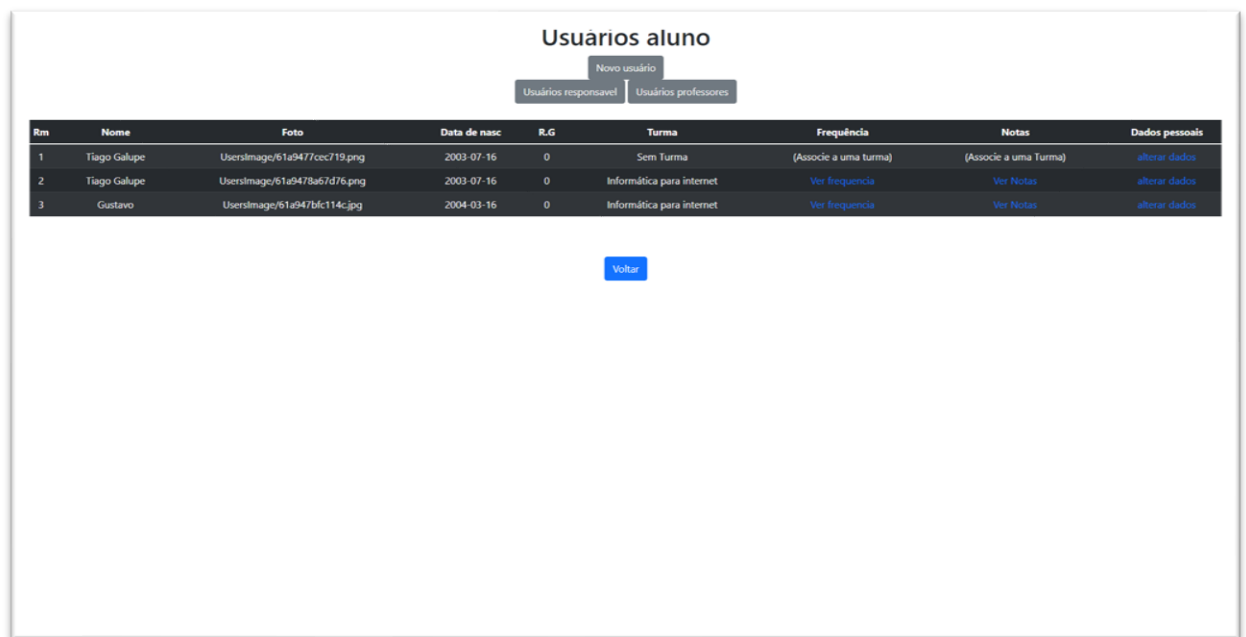 Usuários aluno
Novo usuário
Usuários responsavel Usuários professores
Rm Nome Foto Data de nasc R.G Turma Frequência Notas Dados pessoais
1 Tiago Galupe UsersImage/61a9477cec719.png 2003-07-16 0 Sem Turma (Associe a uma turma) (Associe a uma Turma) alterar dados
2 Tiago Galupe UsersImage/61a9478a67d76.png 2003-07-16 0 Informática para internet Ver frequencia Ver Notas alterar dados
3 Gustavo UsersImage/61a947bfc114c.jpg 2004-03-16 0 Informática para internet Ver frequencia Ver Notas alterar dados
Voltar